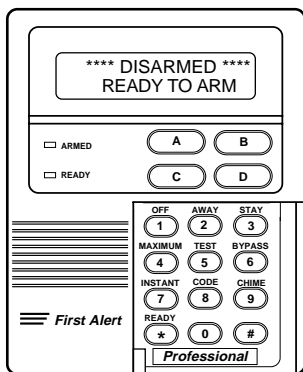 **** DISARMED ****
READY TO ARM
ARMED
A
B
READY
C
D
OFF
AWAY
STAY
1
2
3
MAXIMUM
TEST
BYPASS
4
5
6
INSTANT
CODE
CHIME
7
8
9
READY
*
0
#
First Alert
Professional